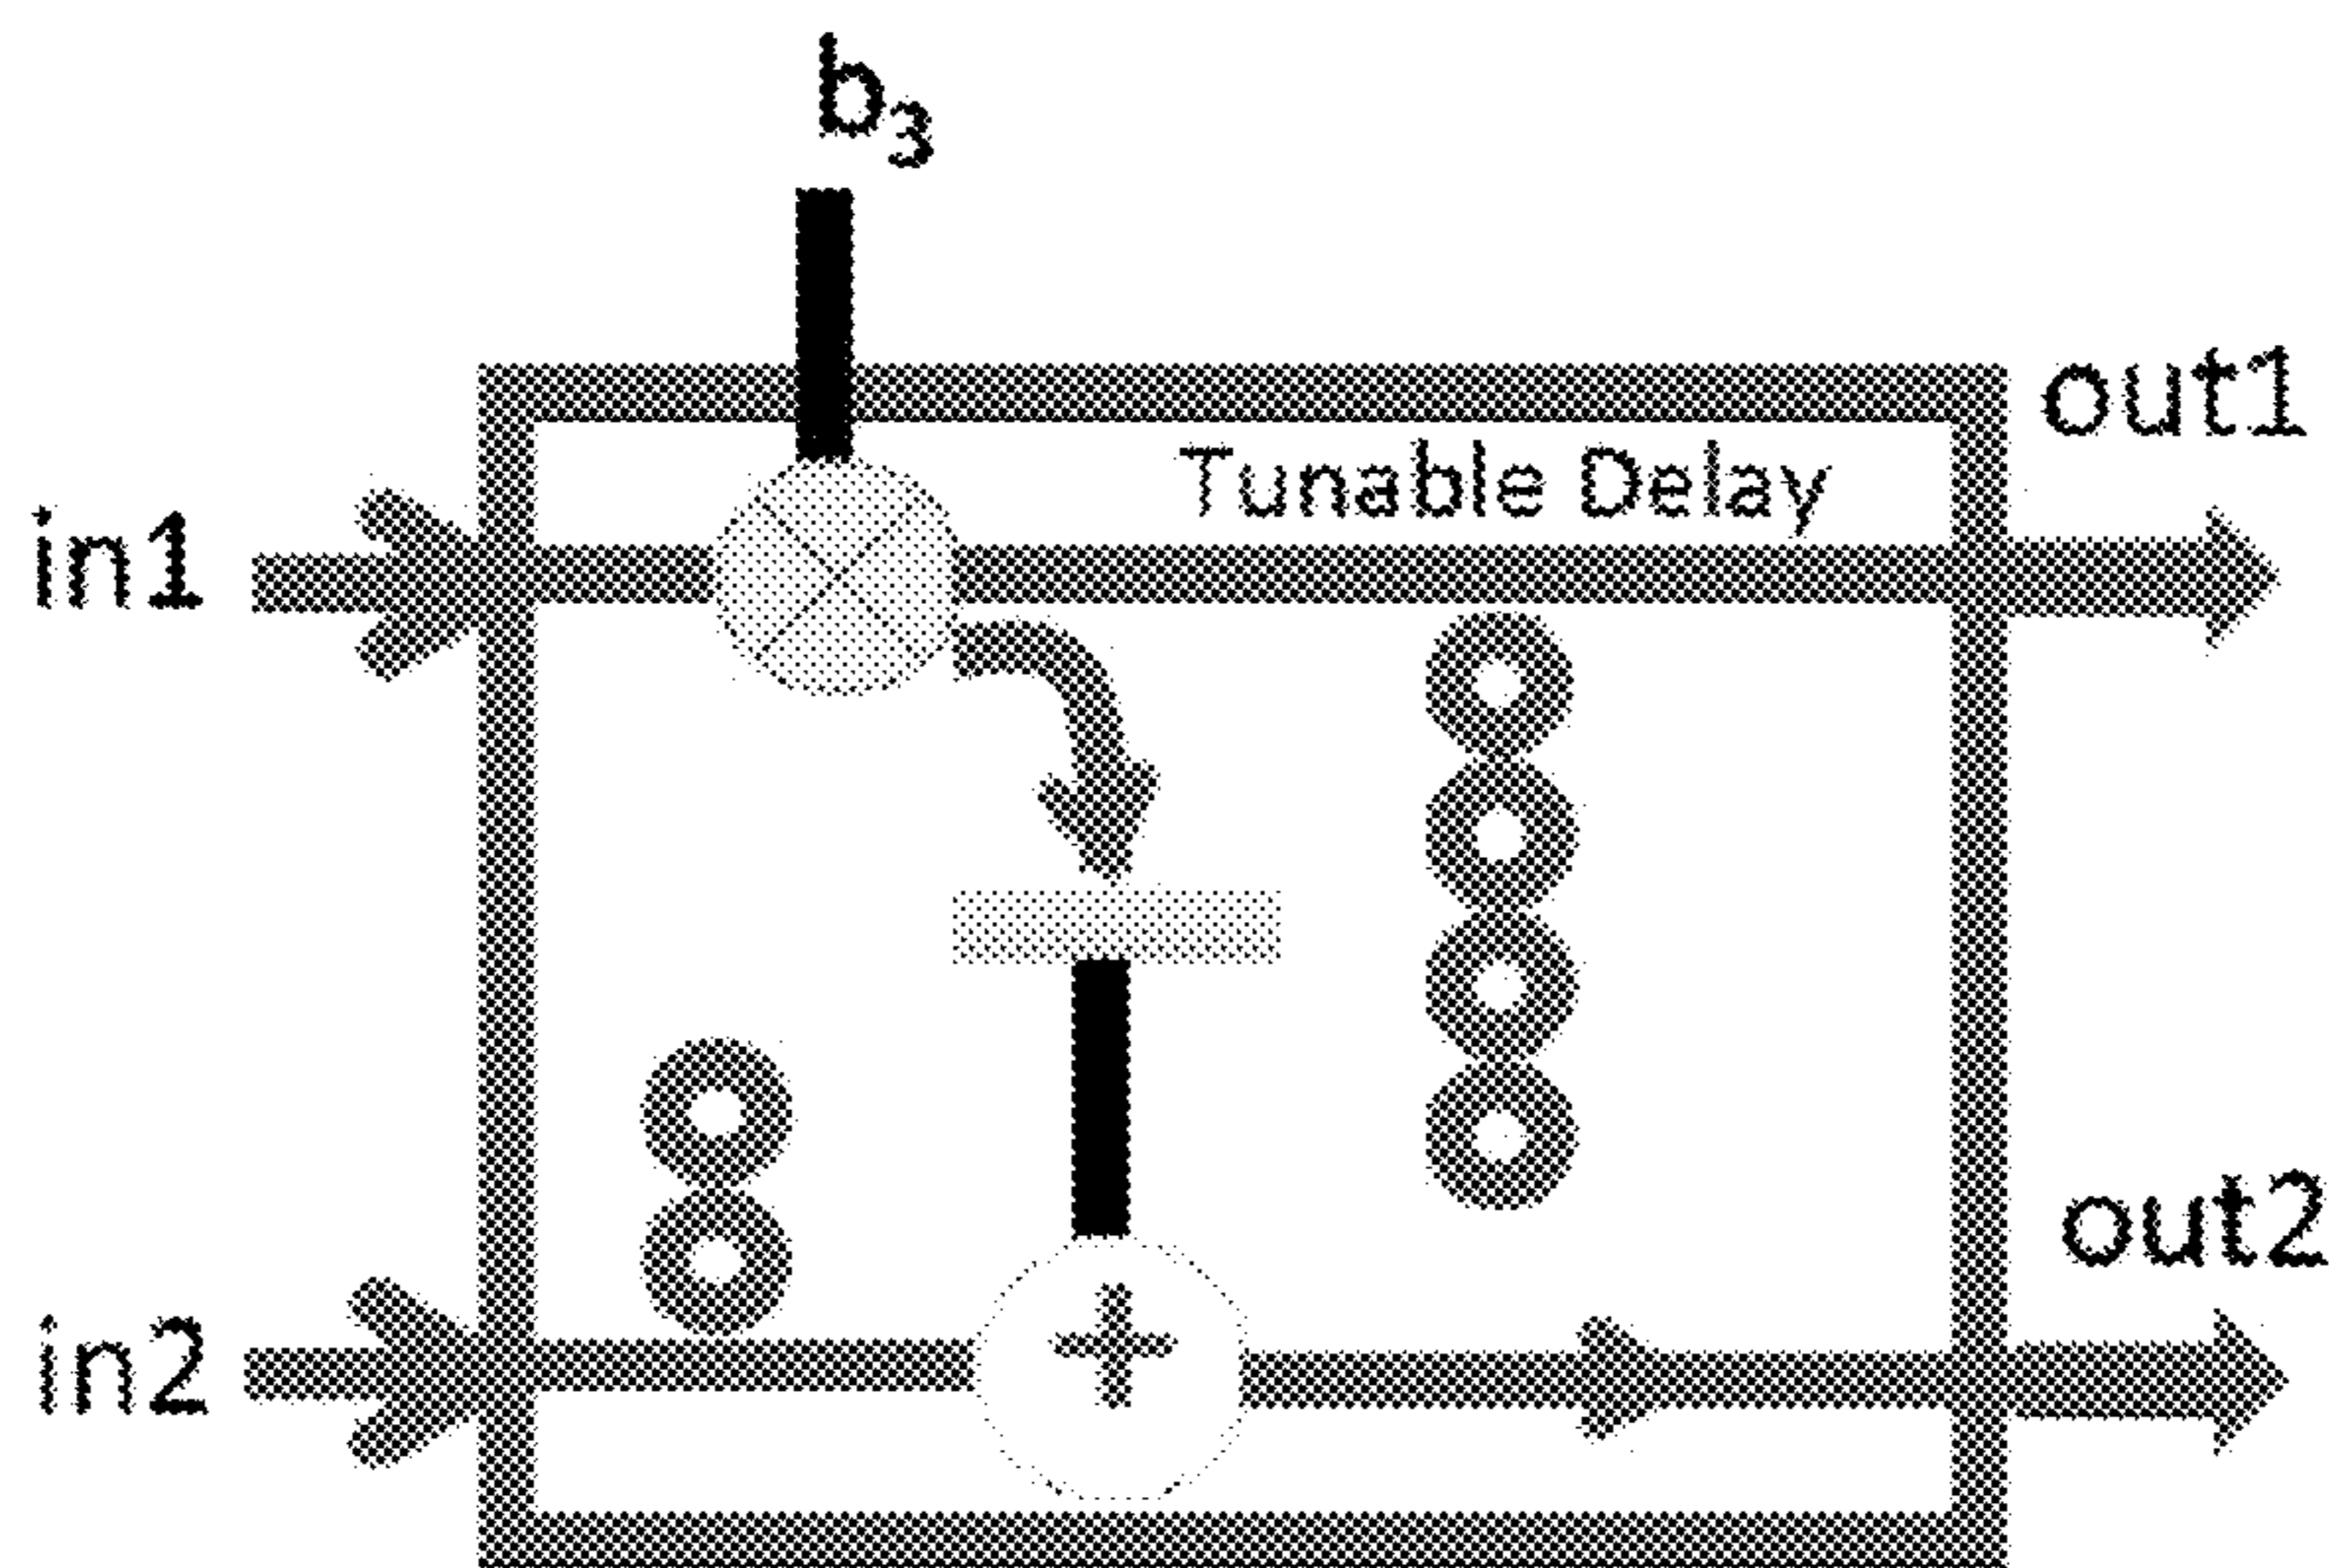 b₃
out1
Tunable Delay
in1
+
out2
in2